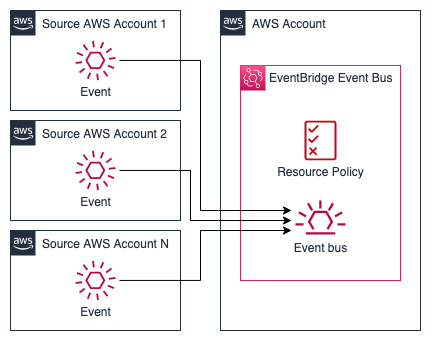 aws
Source AWS Account 1
Event
aws
Source AWS Account 2
Event
aws
Source AWS Account N
Event
aws
AWS Account
EventBridge Event Bus
Resource Policy
Event bus